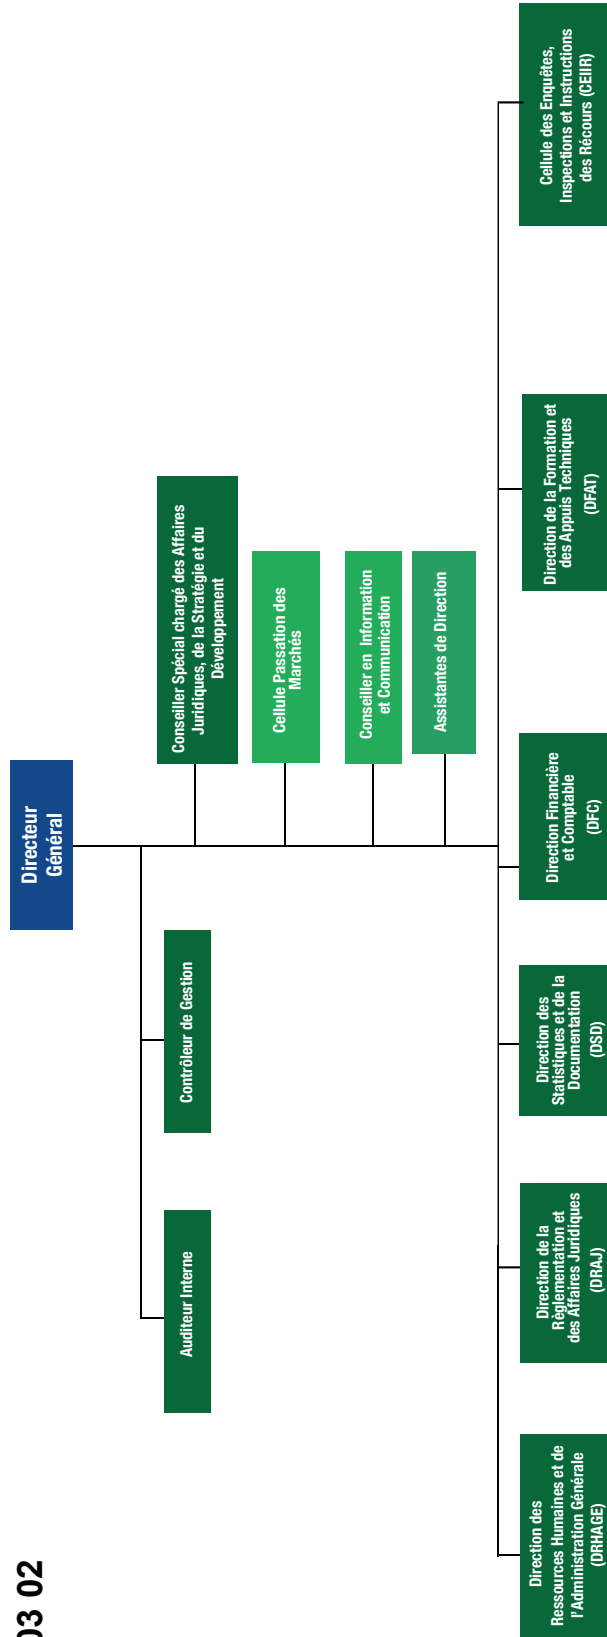 03 02
Directeur
Général
Auditeur Interne
Contrôleur de Gestion
Conseiller Spécial chargé des Affaires
Juridiques, de la Stratégie et du
Développement
Cellule Passation des
Marchés
Conseiller en Information
et Communication
Assistantes de Direction
Direction des
Ressources Humaines et de
l'Administration Générale
(DRHAGE)
Direction de la
Règlementation et
des Affaires Juridiques
(DRAJ)
Direction des
Statistiques et de la
Documentation
(DSD)
Direction Financière
et Comptable
(DFC)
Direction de la Formation et
des Appuis Techniques
(DFAT)
Cellule des Enquêtes,
Inspections et Instructions
des Récours (CEIIR)